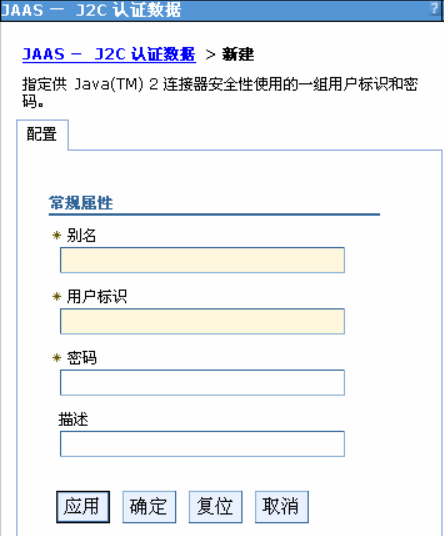 JAAS － J2C 认证数据 ?
JAAS － J2C 认证数据 > 新建
指定供 Java(TM) 2 连接器安全性使用的一组用户标识和密
码。
配置
常规属性
* 别名
* 用户标识
* 密码
描述
应用 确定 复位 取消